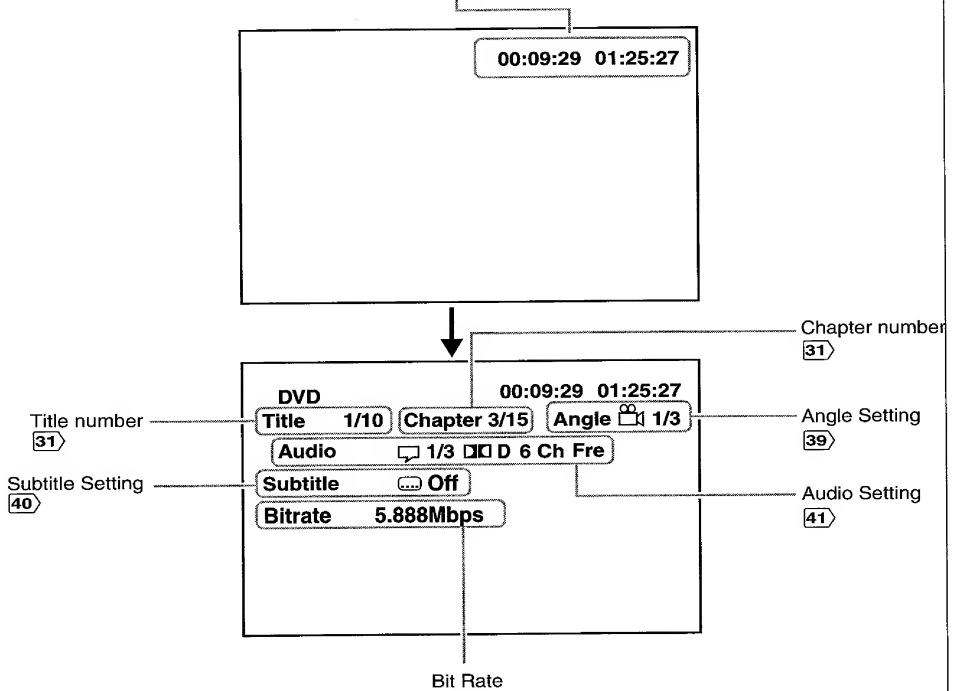 00:09:29 01:25:27
Chapter number
31
DVD 00:09:29 01:25:27
Title number
31
Title 1/10 Chapter 3/15 Angle 1/3
Angle Setting
39
Audio 1/3 D 6 Ch Fre
Subtitle Setting
40
Subtitle Off
Audio Setting
41
Bitrate 5.888Mbps
Bit Rate